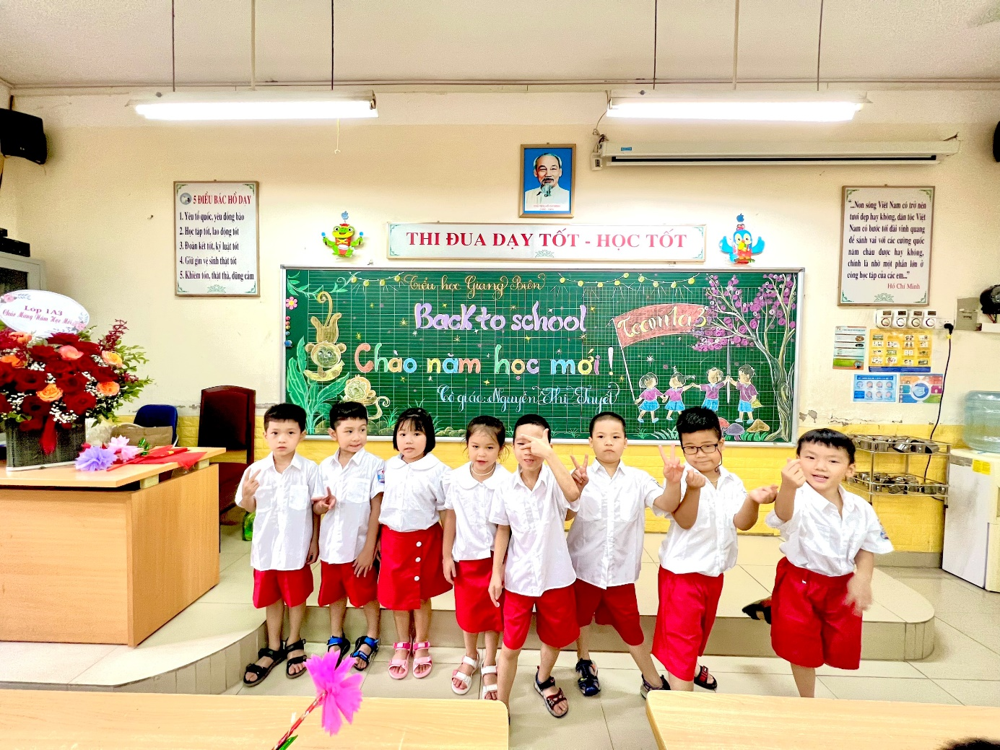 5 ĐIỀU BÁC HỒ DẠY
1. Yêu tổ quốc, yêu đồng bào
2. Học tập tốt, lao động tốt
3. Đoàn kết tốt, kỷ luật tốt
4. Giữ gìn vệ sinh thật tốt
5. Khiêm tốn, thật thà, dũng cảm
THI ĐUA DẠY TỐT - HỌC TỐT
"...Non sông Việt Nam có trở nên
tươi đẹp hay không, dân tộc Việt
Nam có bước tới đài vinh quang
để sánh vai với các cường quốc
năm châu được hay không,
chính là nhờ một phần lớn ở
công học tập của các em..."
Hồ Chí Minh
Tiểu học Giang Biên
Back to school
Chào năm học mới!
Cô giáo: Nguyễn Thị Tuyết
Lớp 1A3
Chúc Mừng Năm Học Mới